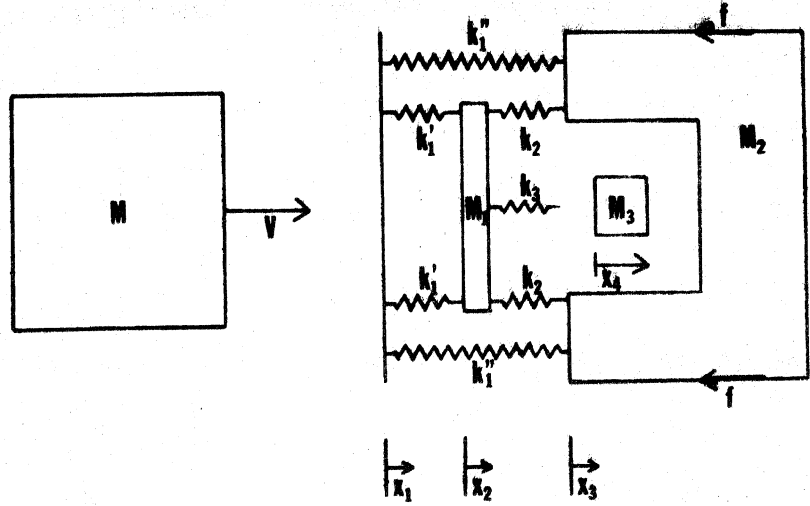 k₁″
f
k₁′
k₂
M₂
M
V
k₃
M₁
M₃
k₁′
k₂
x₄
k₁″
f
x₁
x₂
x₃